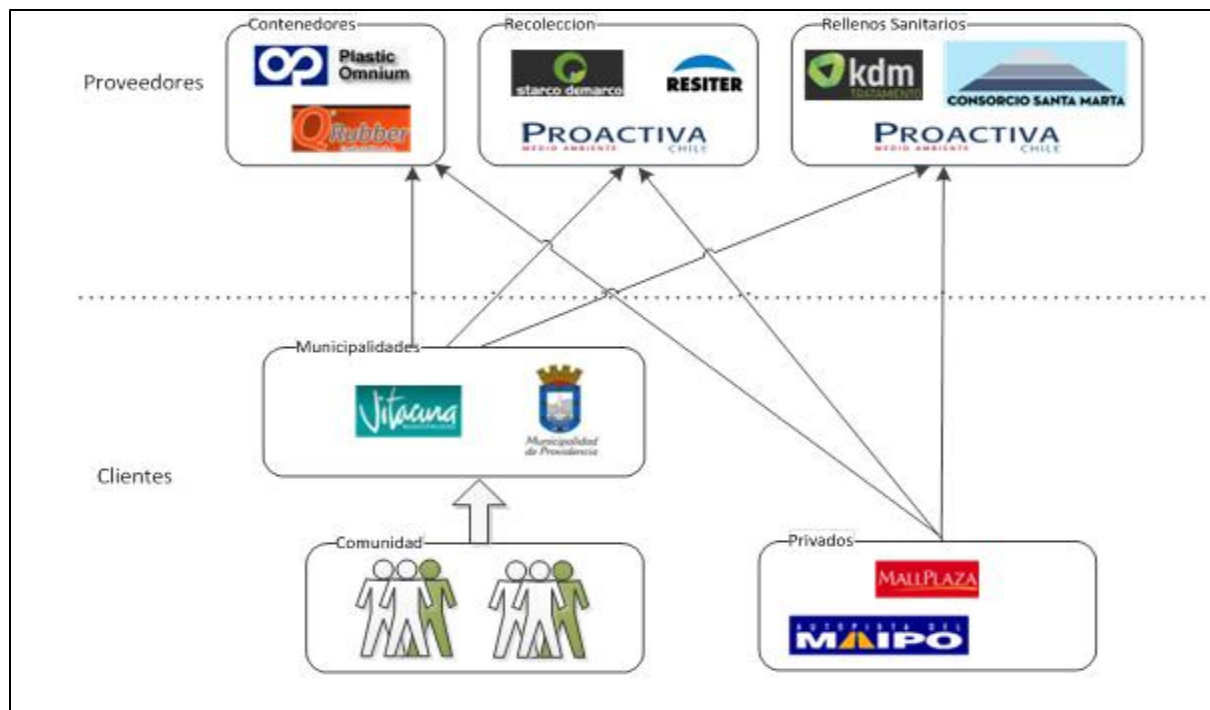 Contenedores
Recoleccion
Rellenos Sanitarios
Proveedores
Plastic
Omnium
Q'Rubber
starco demarco
RESITER
PROACTIVA
MEDIO AMBIENTE CHILE
kdm
TRATAMIENTO
CONSORCIO SANTA MARTA
PROACTIVA
MEDIO AMBIENTE CHILE
Municipalidades
Vitacura
Municipalidad
de Providencia
Clientes
Comunidad
Privados
MALLPLAZA
AUTOPISTA DEL
MAIPO